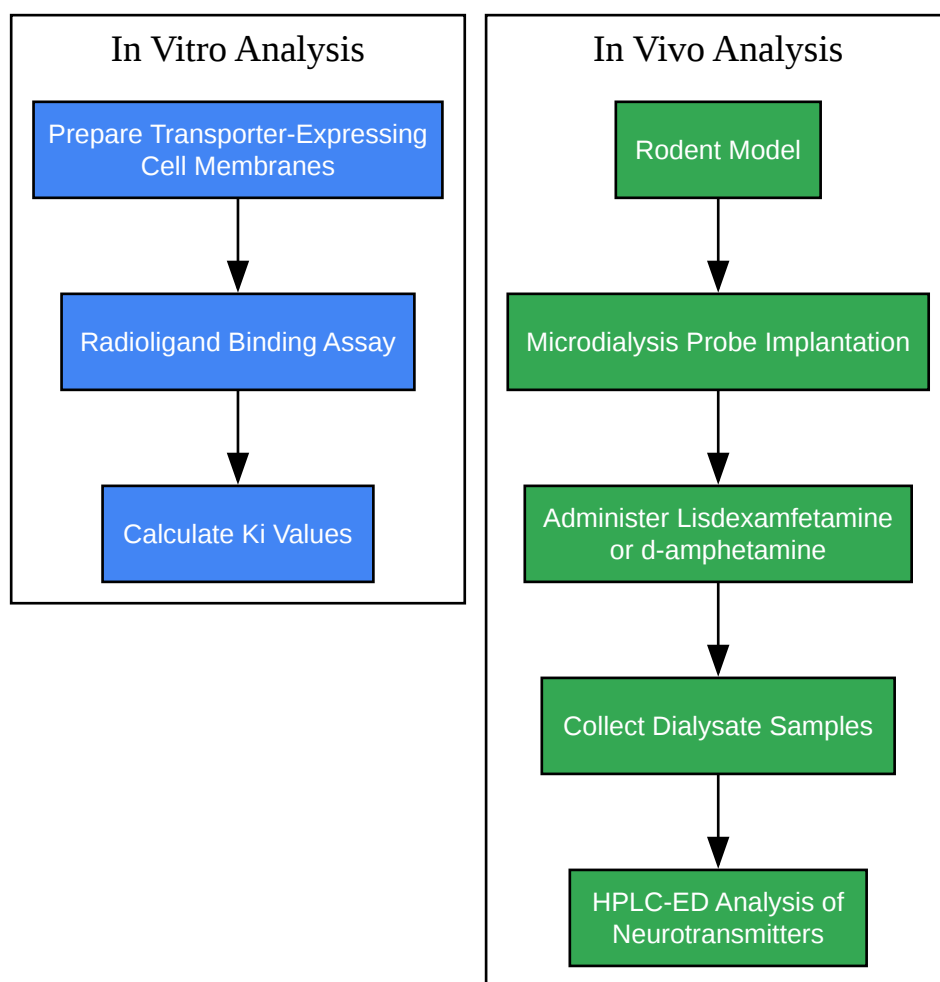 In Vitro Analysis
Prepare Transporter-Expressing
Cell Membranes
Radioligand Binding Assay
Calculate Ki Values
In Vivo Analysis
Rodent Model
Microdialysis Probe Implantation
Administer Lisdexamfetamine
or d-amphetamine
Collect Dialysate Samples
HPLC-ED Analysis of
Neurotransmitters